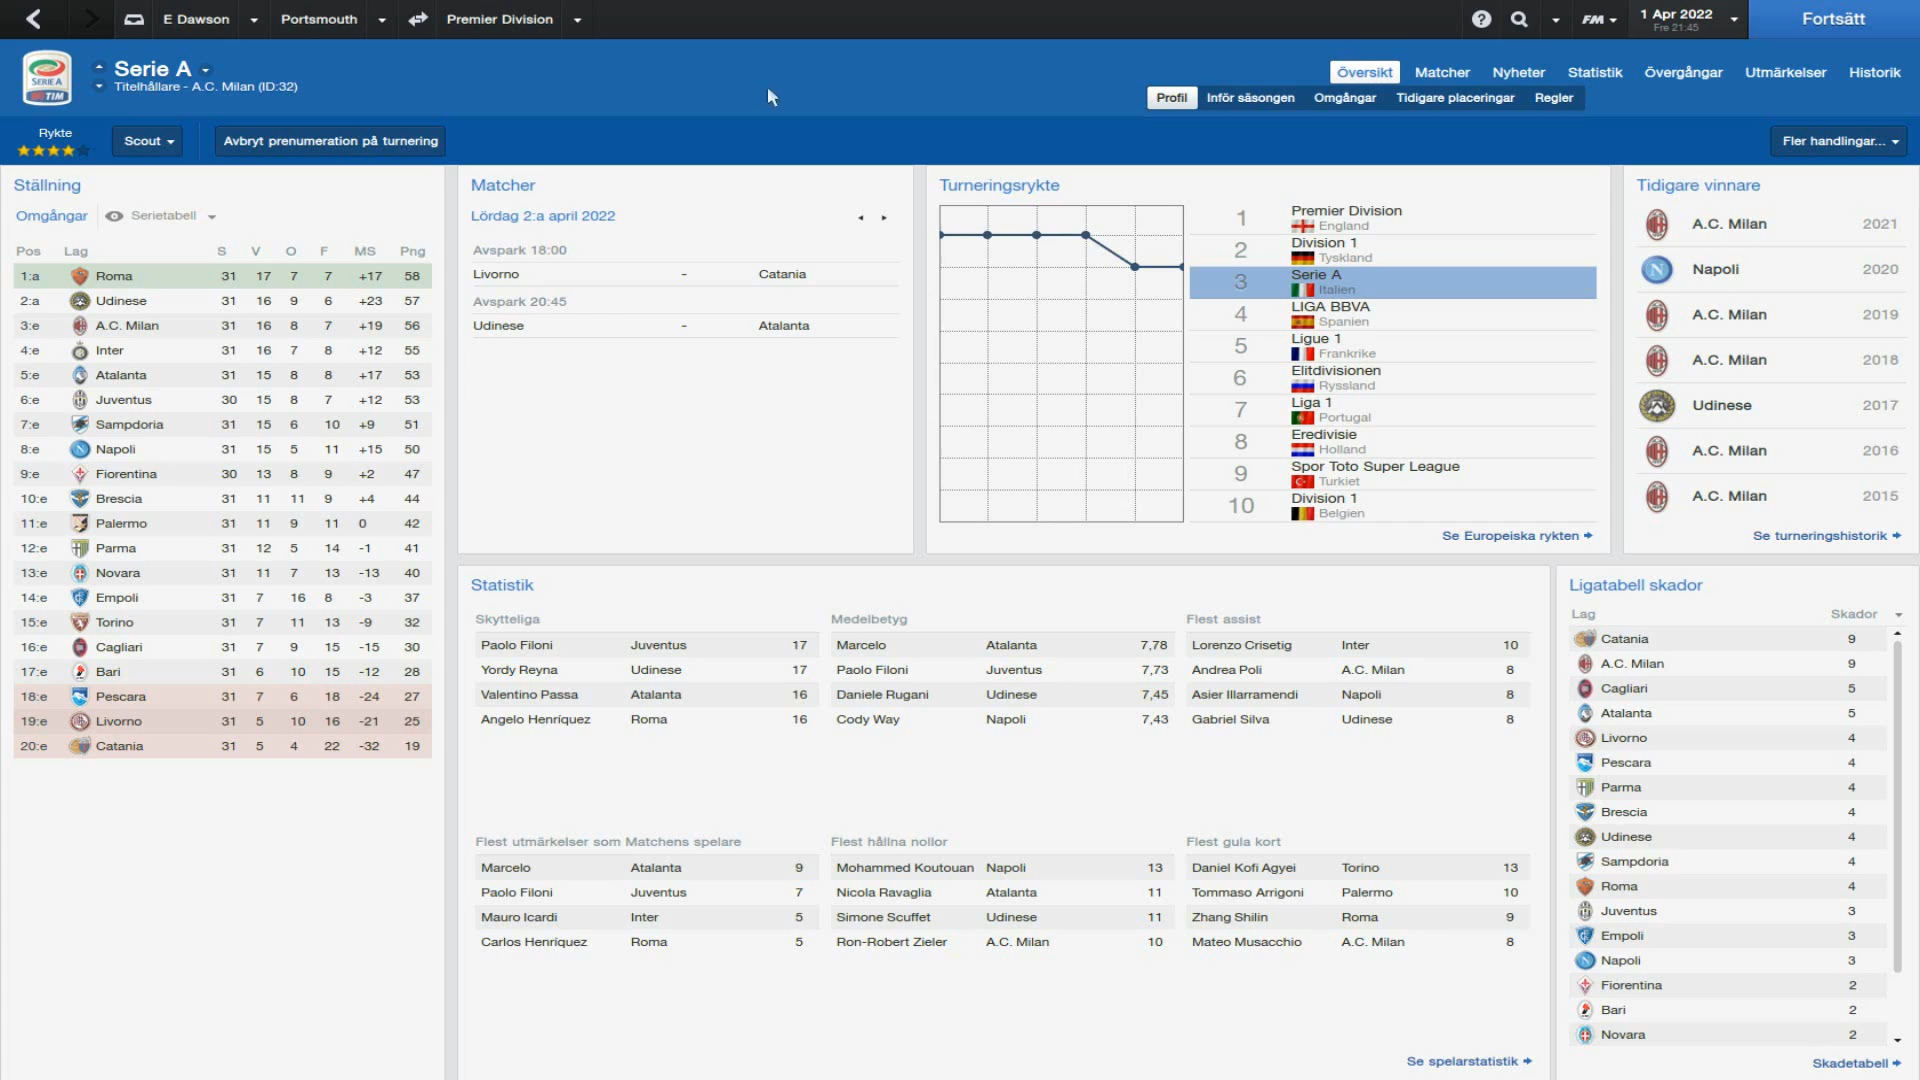 E Dawson Portsmouth Premier Division
? FM 1 Apr 2022 Fre 21:45 Fortsätt
SERIE A TIM
Serie A
Titelhållare - A.C. Milan (ID:32)
Översikt Matcher Nyheter Statistik Övergångar Utmärkelser Historik
Profil Inför säsongen Omgångar Tidigare placeringar Regler
Rykte Scout Avbryt prenumeration på turnering Fler handlingar...
Ställning
Omgångar Serietabell
Pos Lag S V O F MS Png
1:a Roma 31 17 7 7 +17 58
2:a Udinese 31 16 9 6 +23 57
3:e A.C. Milan 31 16 8 7 +19 56
4:e Inter 31 16 7 8 +12 55
5:e Atalanta 31 15 8 8 +17 53
6:e Juventus 30 15 8 7 +12 53
7:e Sampdoria 31 15 6 10 +9 51
8:e Napoli 31 15 5 11 +15 50
9:e Fiorentina 30 13 8 9 +2 47
10:e Brescia 31 11 11 9 +4 44
11:e Palermo 31 11 9 11 0 42
12:e Parma 31 12 5 14 -1 41
13:e Novara 31 11 7 13 -13 40
14:e Empoli 31 7 16 8 -3 37
15:e Torino 31 7 11 13 -9 32
16:e Cagliari 31 7 9 15 -15 30
17:e Bari 31 6 10 15 -12 28
18:e Pescara 31 7 6 18 -24 27
19:e Livorno 31 5 10 16 -21 25
20:e Catania 31 5 4 22 -32 19
Matcher
Lördag 2:a april 2022
Avspark 18:00
Livorno - Catania
Avspark 20:45
Udinese - Atalanta
Turneringsrykte
1 Premier Division
England
2 Division 1
Tyskland
3 Serie A
Italien
4 LIGA BBVA
Spanien
5 Ligue 1
Frankrike
6 Elitdivisionen
Ryssland
7 Liga 1
Portugal
8 Eredivisie
Holland
9 Spor Toto Super League
Turkiet
10 Division 1
Belgien
Se Europeiska rykten
Tidigare vinnare
A.C. Milan 2021
Napoli 2020
A.C. Milan 2019
A.C. Milan 2018
Udinese 2017
A.C. Milan 2016
A.C. Milan 2015
Se turneringshistorik
Statistik
Skytteliga
Paolo Filoni Juventus 17
Yordy Reyna Udinese 17
Valentino Passa Atalanta 16
Angelo Henríquez Roma 16
Medelbetyg
Marcelo Atalanta 7,78
Paolo Filoni Juventus 7,73
Daniele Rugani Udinese 7,45
Cody Way Napoli 7,43
Flest assist
Lorenzo Crisetig Inter 10
Andrea Poli A.C. Milan 8
Asier Illarramendi Napoli 8
Gabriel Silva Udinese 8
Flest utmärkelser som Matchens spelare
Marcelo Atalanta 9
Paolo Filoni Juventus 7
Mauro Icardi Inter 5
Carlos Henríquez Roma 5
Flest hållna nollor
Mohammed Koutouan Napoli 13
Nicola Ravaglia Atalanta 11
Simone Scuffet Udinese 11
Ron-Robert Zieler A.C. Milan 10
Flest gula kort
Daniel Kofi Agyei Torino 13
Tommaso Arrigoni Palermo 10
Zhang Shilin Roma 9
Mateo Musacchio A.C. Milan 8
Se spelarstatistik
Ligatabell skador
Lag Skador
Catania 9
A.C. Milan 9
Cagliari 5
Atalanta 5
Livorno 4
Pescara 4
Parma 4
Brescia 4
Udinese 4
Sampdoria 4
Roma 4
Juventus 3
Empoli 3
Napoli 3
Fiorentina 2
Bari 2
Novara 2
Skadetabell